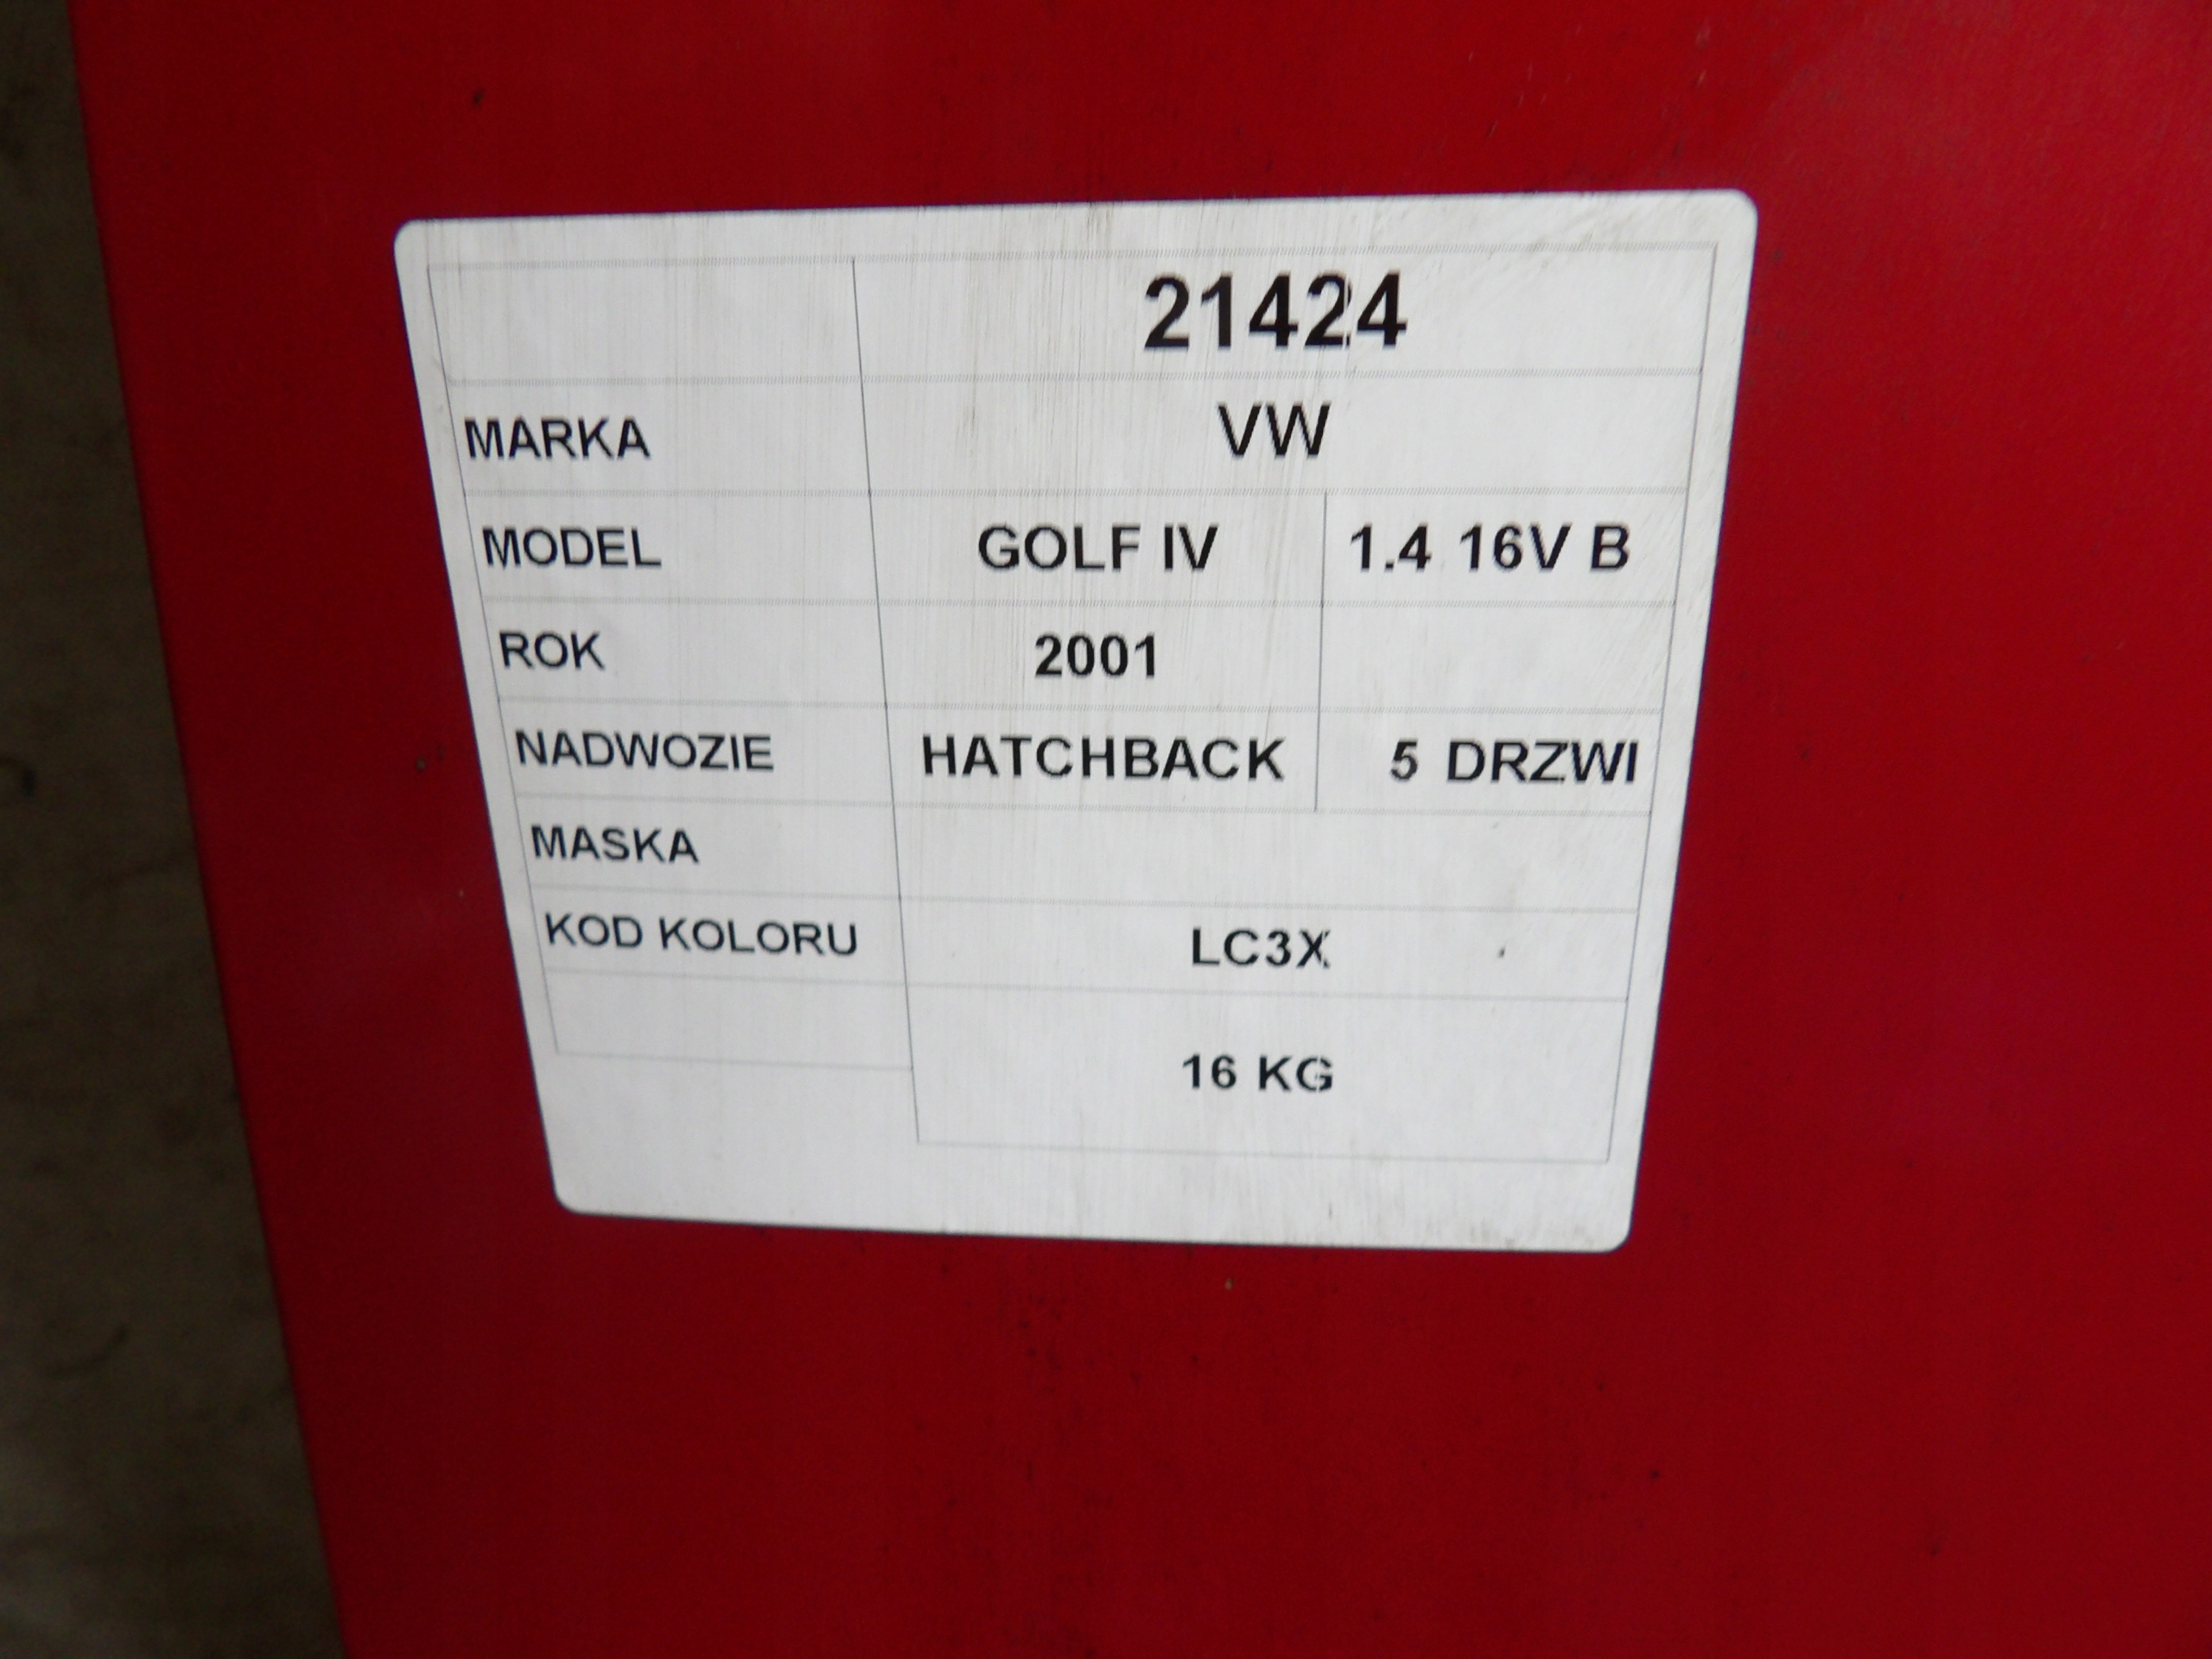 21424
MARKA VW
MODEL GOLF IV 1.4 16V B
ROK 2001
NADWOZIE HATCHBACK 5 DRZWI
MASKA
KOD KOLORU LC3X
16 KG